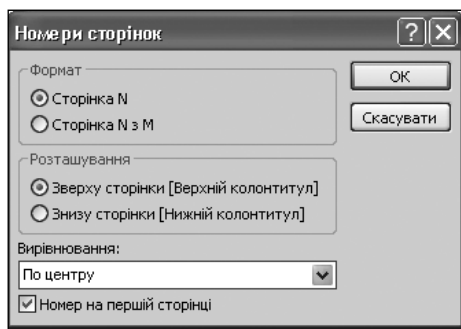 Номери сторінок
Формат
Сторінка N
Сторінка N з M
OK
Скасувати
Розташування
Зверху сторінки [Верхній колонтитул]
Знизу сторінки [Нижній колонтитул]
Вирівнювання:
По центру
Номер на першій сторінці